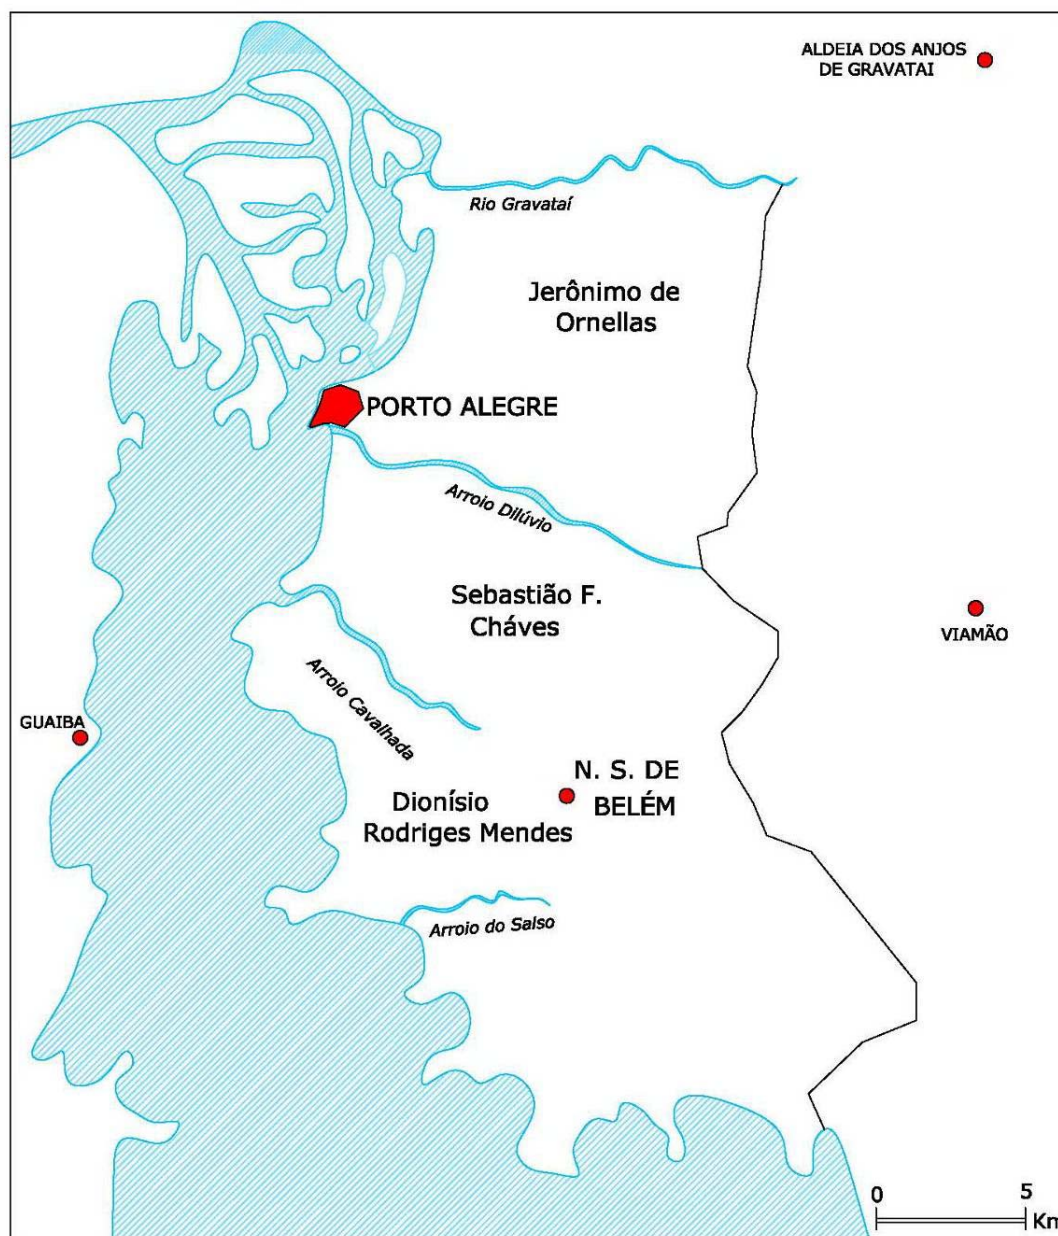 ALDEIA DOS ANJOS
DE GRAVATAI
Rio Gravataí
Jerônimo de
Ornellas
PORTO ALEGRE
Arroio Dilúvio
Sebastião F.
Cháves
VIAMÃO
Arroio Cavalhada
GUAIBA
N. S. DE
BELÉM
Dionísio
Rodriges Mendes
Arroio do Salso
0 5
Km